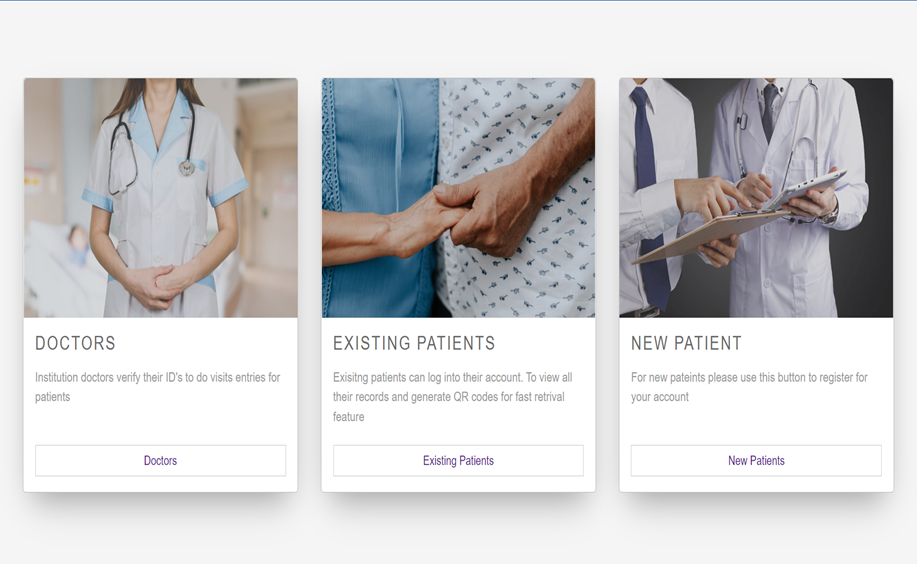 DOCTORS
Institution doctors verify their ID's to do visits entries for
patients
Doctors
EXISTING PATIENTS
Exisitng patients can log into their account. To view all
their records and generate QR codes for fast retrival
feature
Existing Patients
NEW PATIENT
For new pateints please use this button to register for
your account
New Patients